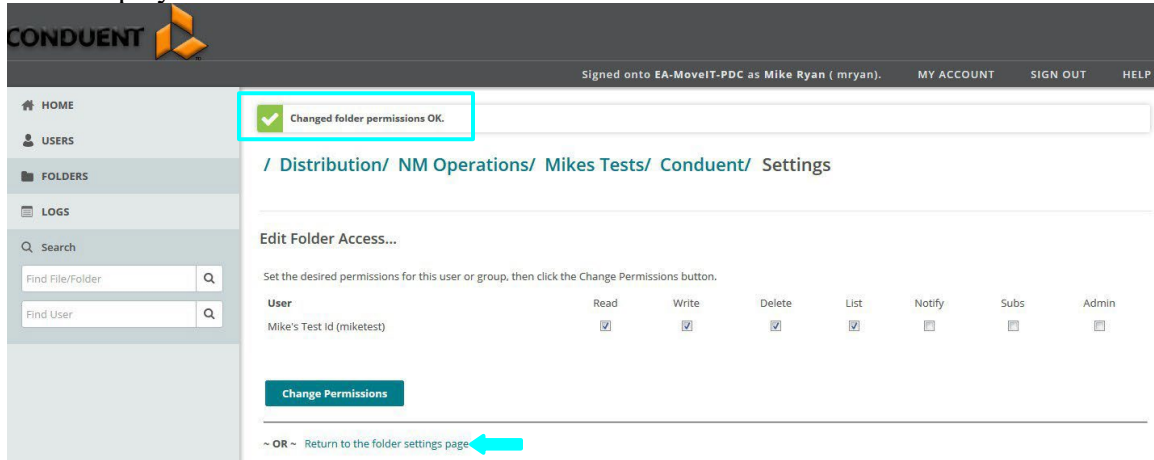 CONDUENT
Signed onto EA-MoveIT-PDC as Mike Ryan ( mryan). MY ACCOUNT SIGN OUT HELP
HOME
USERS
FOLDERS
LOGS
Search
Find File/Folder
Find User
Changed folder permissions OK.
/ Distribution/ NM Operations/ Mikes Tests/ Conduent/ Settings
Edit Folder Access...
Set the desired permissions for this user or group, then click the Change Permissions button.
User Read Write Delete List Notify Subs Admin
Mike's Test Id (miketest)
Change Permissions
~ OR ~ Return to the folder settings page